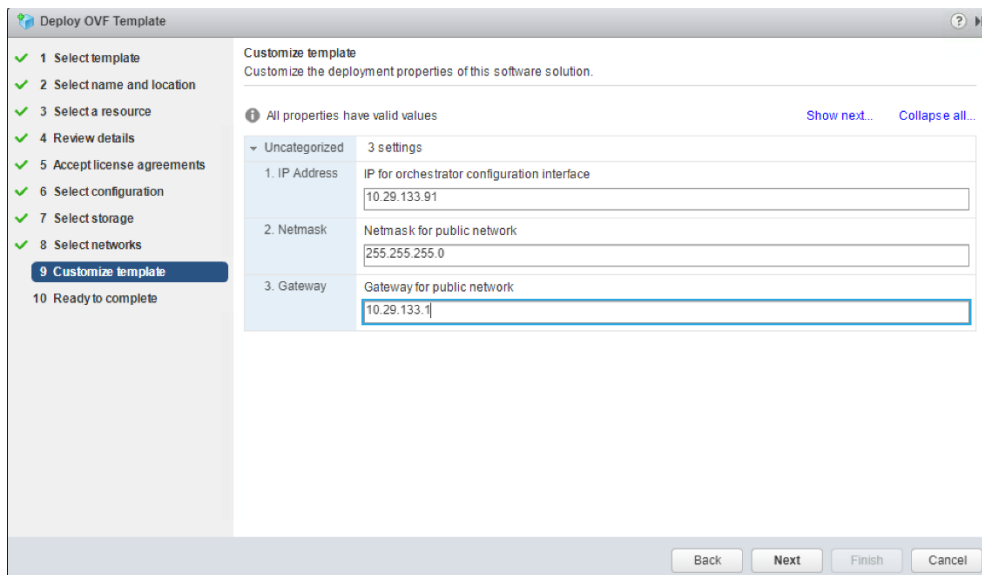 Deploy OVF Template
?
1 Select template
2 Select name and location
3 Select a resource
4 Review details
5 Accept license agreements
6 Select configuration
7 Select storage
8 Select networks
9 Customize template
10 Ready to complete
Customize template
Customize the deployment properties of this software solution.
All properties have valid values Show next... Collapse all...
Uncategorized 3 settings
1. IP Address IP for orchestrator configuration interface
10.29.133.91
2. Netmask Netmask for public network
255.255.255.0
3. Gateway Gateway for public network
10.29.133.1
Back Next Finish Cancel